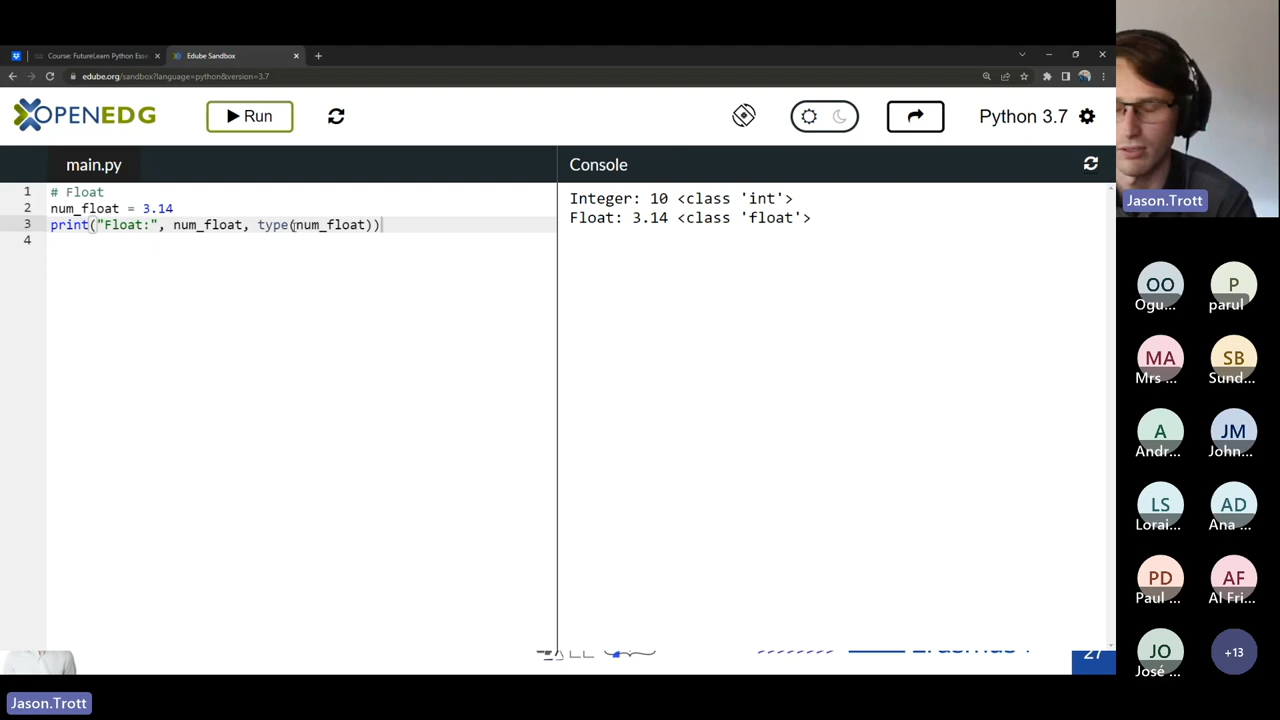 Course: FutureLearn Python Esse
Edube Sandbox
edube.org/sandbox?language=python&version=3.7
OPENEDG
Run
Python 3.7
main.py
Console
1 # Float
2 num_float = 3.14
3 print("Float:", num_float, type(num_float))
4
Integer: 10 <class 'int'>
Float: 3.14 <class 'float'>
27
Jason.Trott
OO
Ogu...
P
parul
MA
Mrs ...
SB
Sund...
A
Andr...
JM
John...
LS
Lorai...
AD
Ana ...
PD
Paul ...
AF
Al Fri...
JO
José ...
+13
Jason.Trott